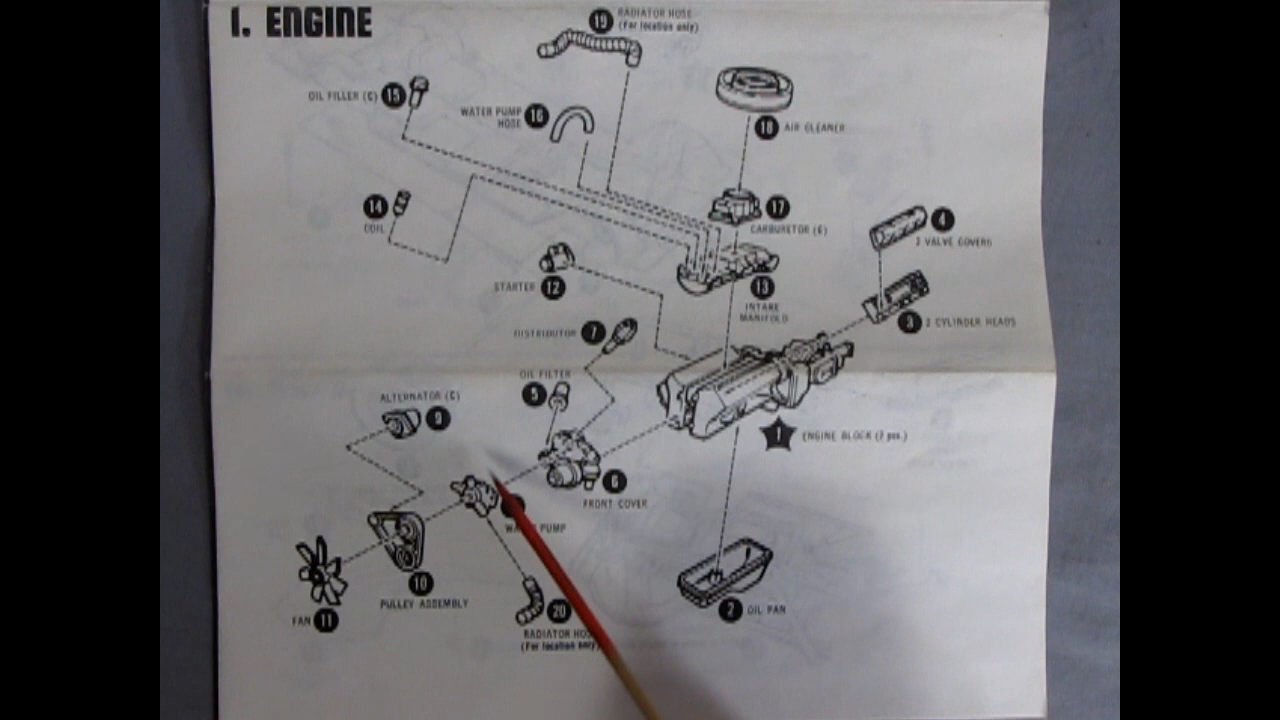 1. ENGINE
19 RADIATOR HOSE
(For location only)
OIL FILLER (C) 15
WATER PUMP
HOSE 16
18 AIR CLEANER
14
COIL
17
CARBURETOR (C)
4
2 VALVE COVERS
STARTER 12
13
INTAKE
MANIFOLD
3 2 CYLINDER HEADS
DISTRIBUTOR 7
OIL FILTER
5
ALTERNATOR (C)
9
1 ENGINE BLOCK (2 pcs.)
6
FRONT COVER
PUMP
10
PULLEY ASSEMBLY
FAN 11
20
RADIATOR
(For location only)
2 OIL PAN